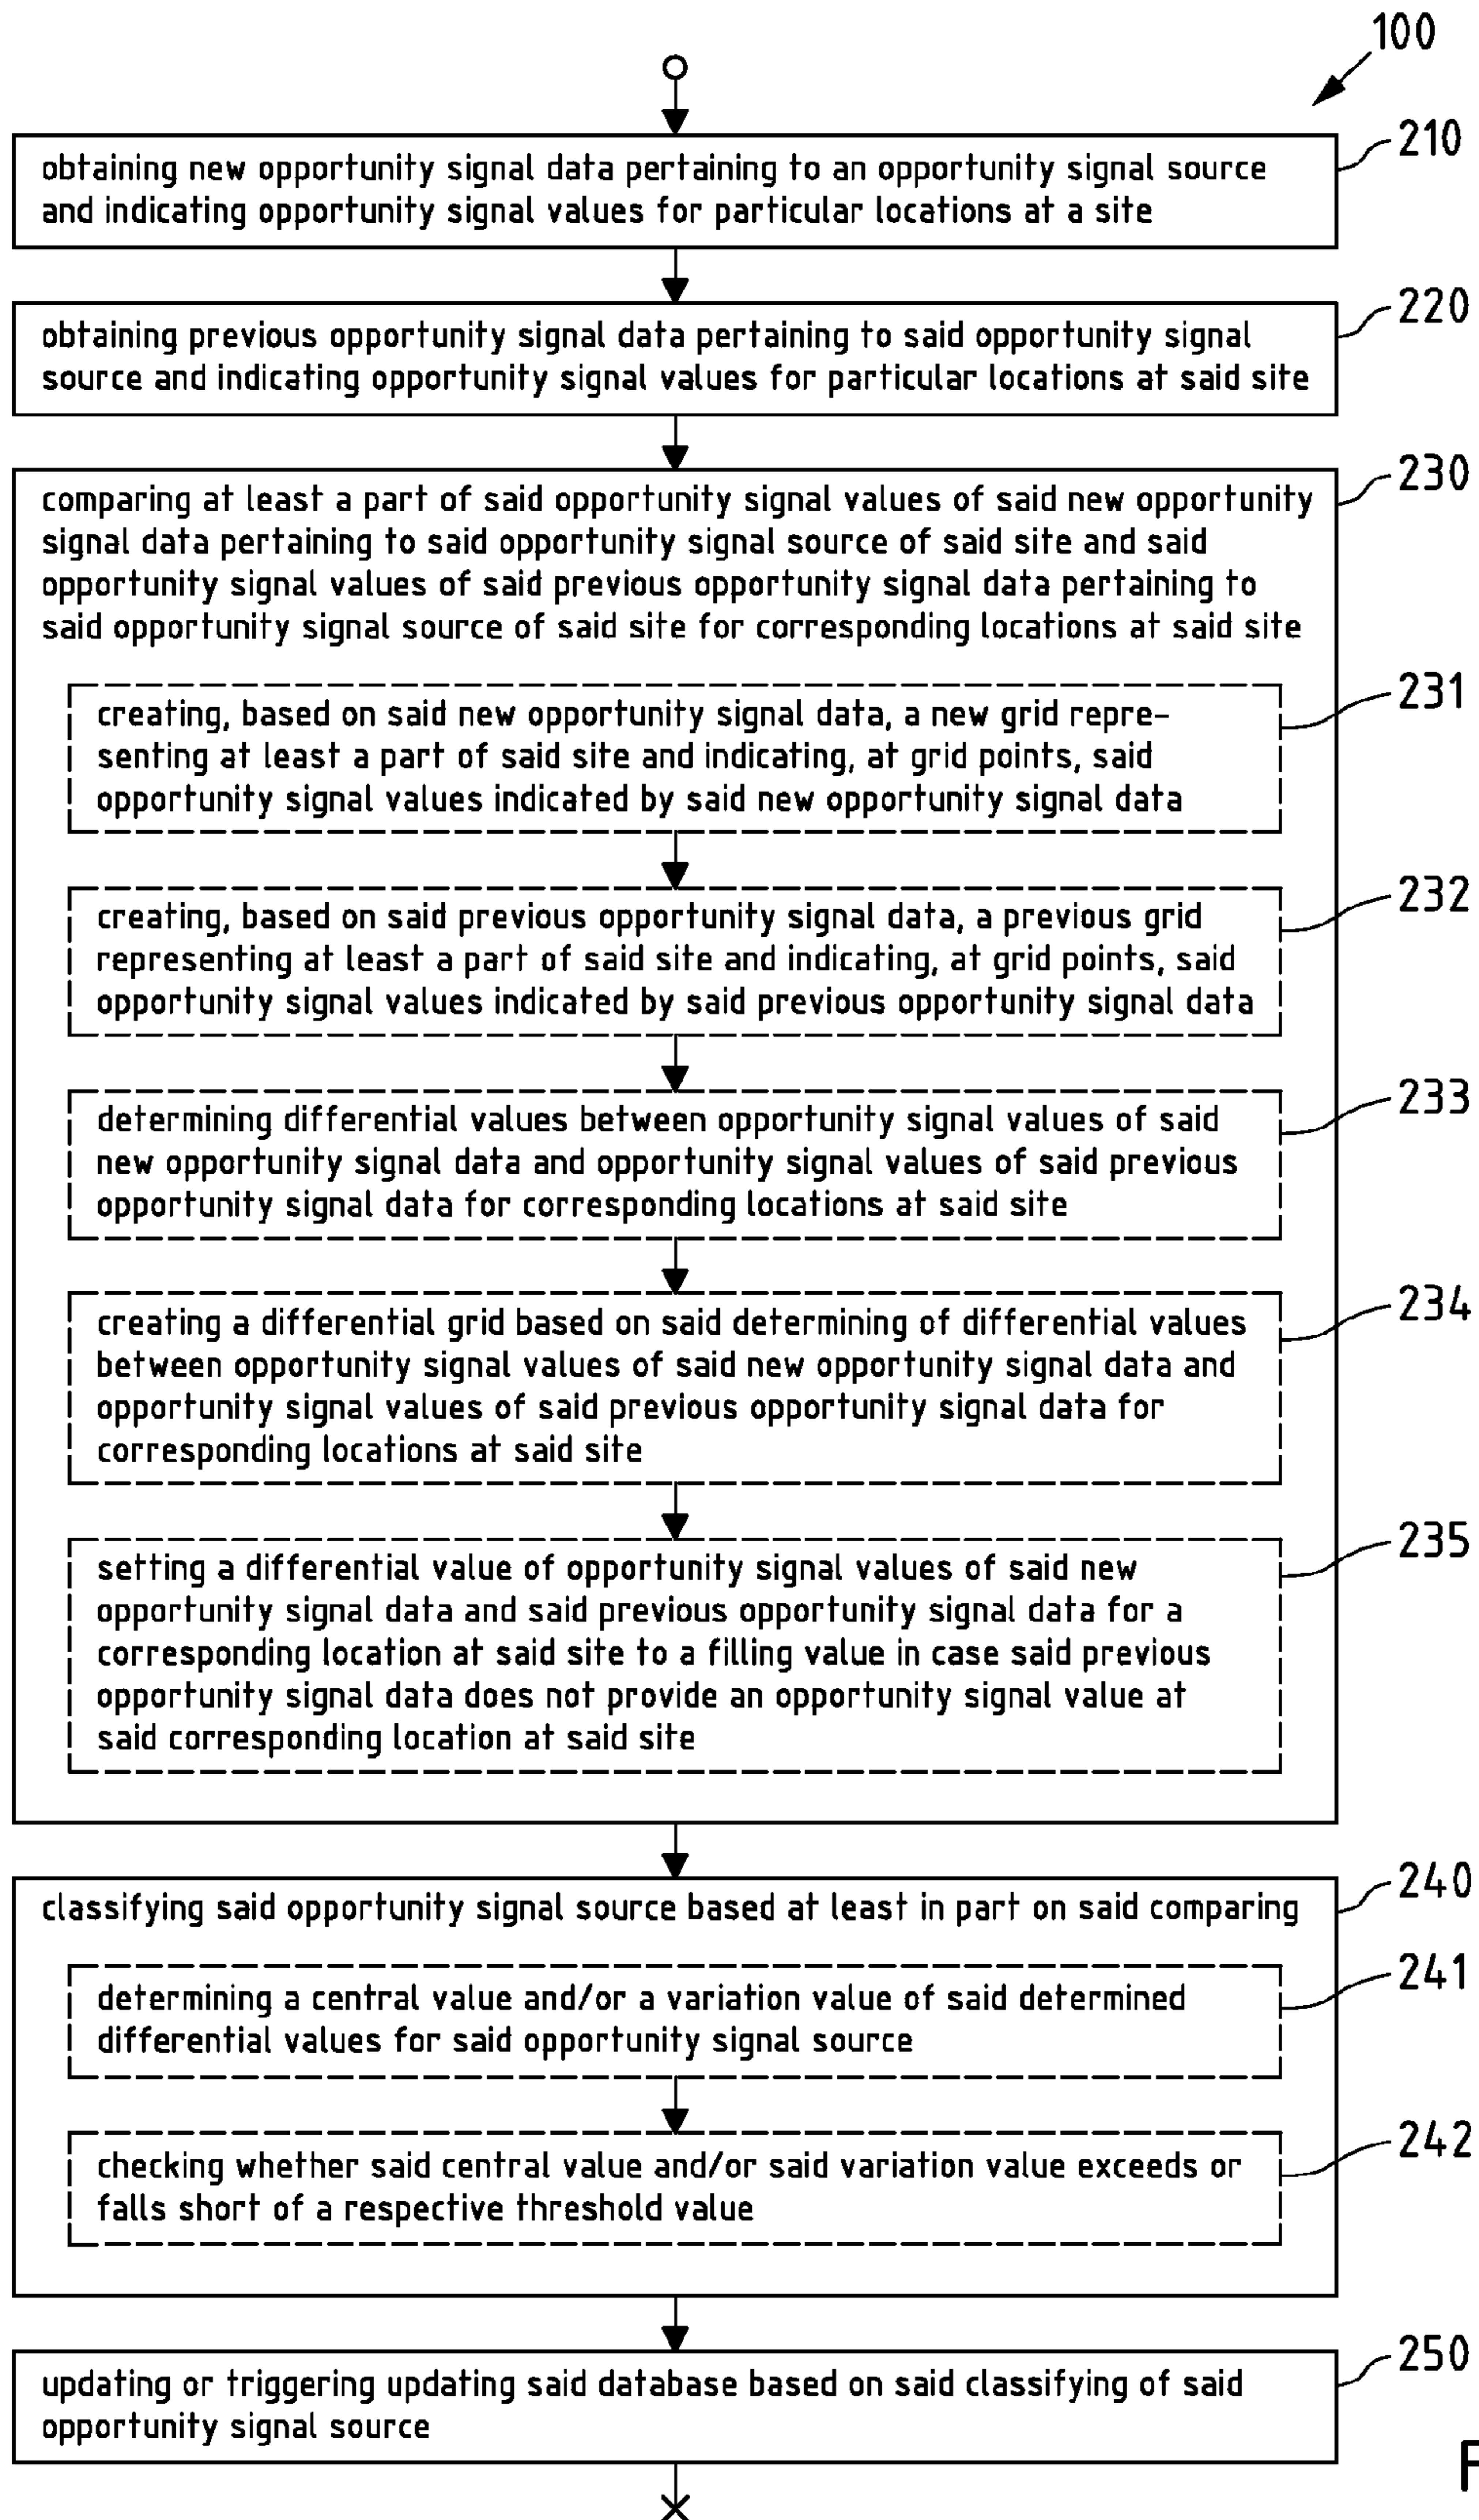 100
210
obtaining new opportunity signal data pertaining to an opportunity signal source
and indicating opportunity signal values for particular locations at a site
220
obtaining previous opportunity signal data pertaining to said opportunity signal
source and indicating opportunity signal values for particular locations at said site
230
comparing at least a part of said opportunity signal values of said new opportunity
signal data pertaining to said opportunity signal source of said site and said
opportunity signal values of said previous opportunity signal data pertaining to
said opportunity signal source of said site for corresponding locations at said site
231
creating, based on said new opportunity signal data, a new grid repre-
senting at least a part of said site and indicating, at grid points, said
opportunity signal values indicated by said new opportunity signal data
232
creating, based on said previous opportunity signal data, a previous grid
representing at least a part of said site and indicating, at grid points, said
opportunity signal values indicated by said previous opportunity signal data
233
determining differential values between opportunity signal values of said
new opportunity signal data and opportunity signal values of said previous
opportunity signal data for corresponding locations at said site
234
creating a differential grid based on said determining of differential values
between opportunity signal values of said new opportunity signal data and
opportunity signal values of said previous opportunity signal data for
corresponding locations at said site
235
setting a differential value of opportunity signal values of said new
opportunity signal data and said previous opportunity signal data for a
corresponding location at said site to a filling value in case said previous
opportunity signal data does not provide an opportunity signal value at
said corresponding location at said site
240
classifying said opportunity signal source based at least in part on said comparing
241
determining a central value and/or a variation value of said determined
differential values for said opportunity signal source
242
checking whether said central value and/or said variation value exceeds or
falls short of a respective threshold value
250
updating or triggering updating said database based on said classifying of said
opportunity signal source